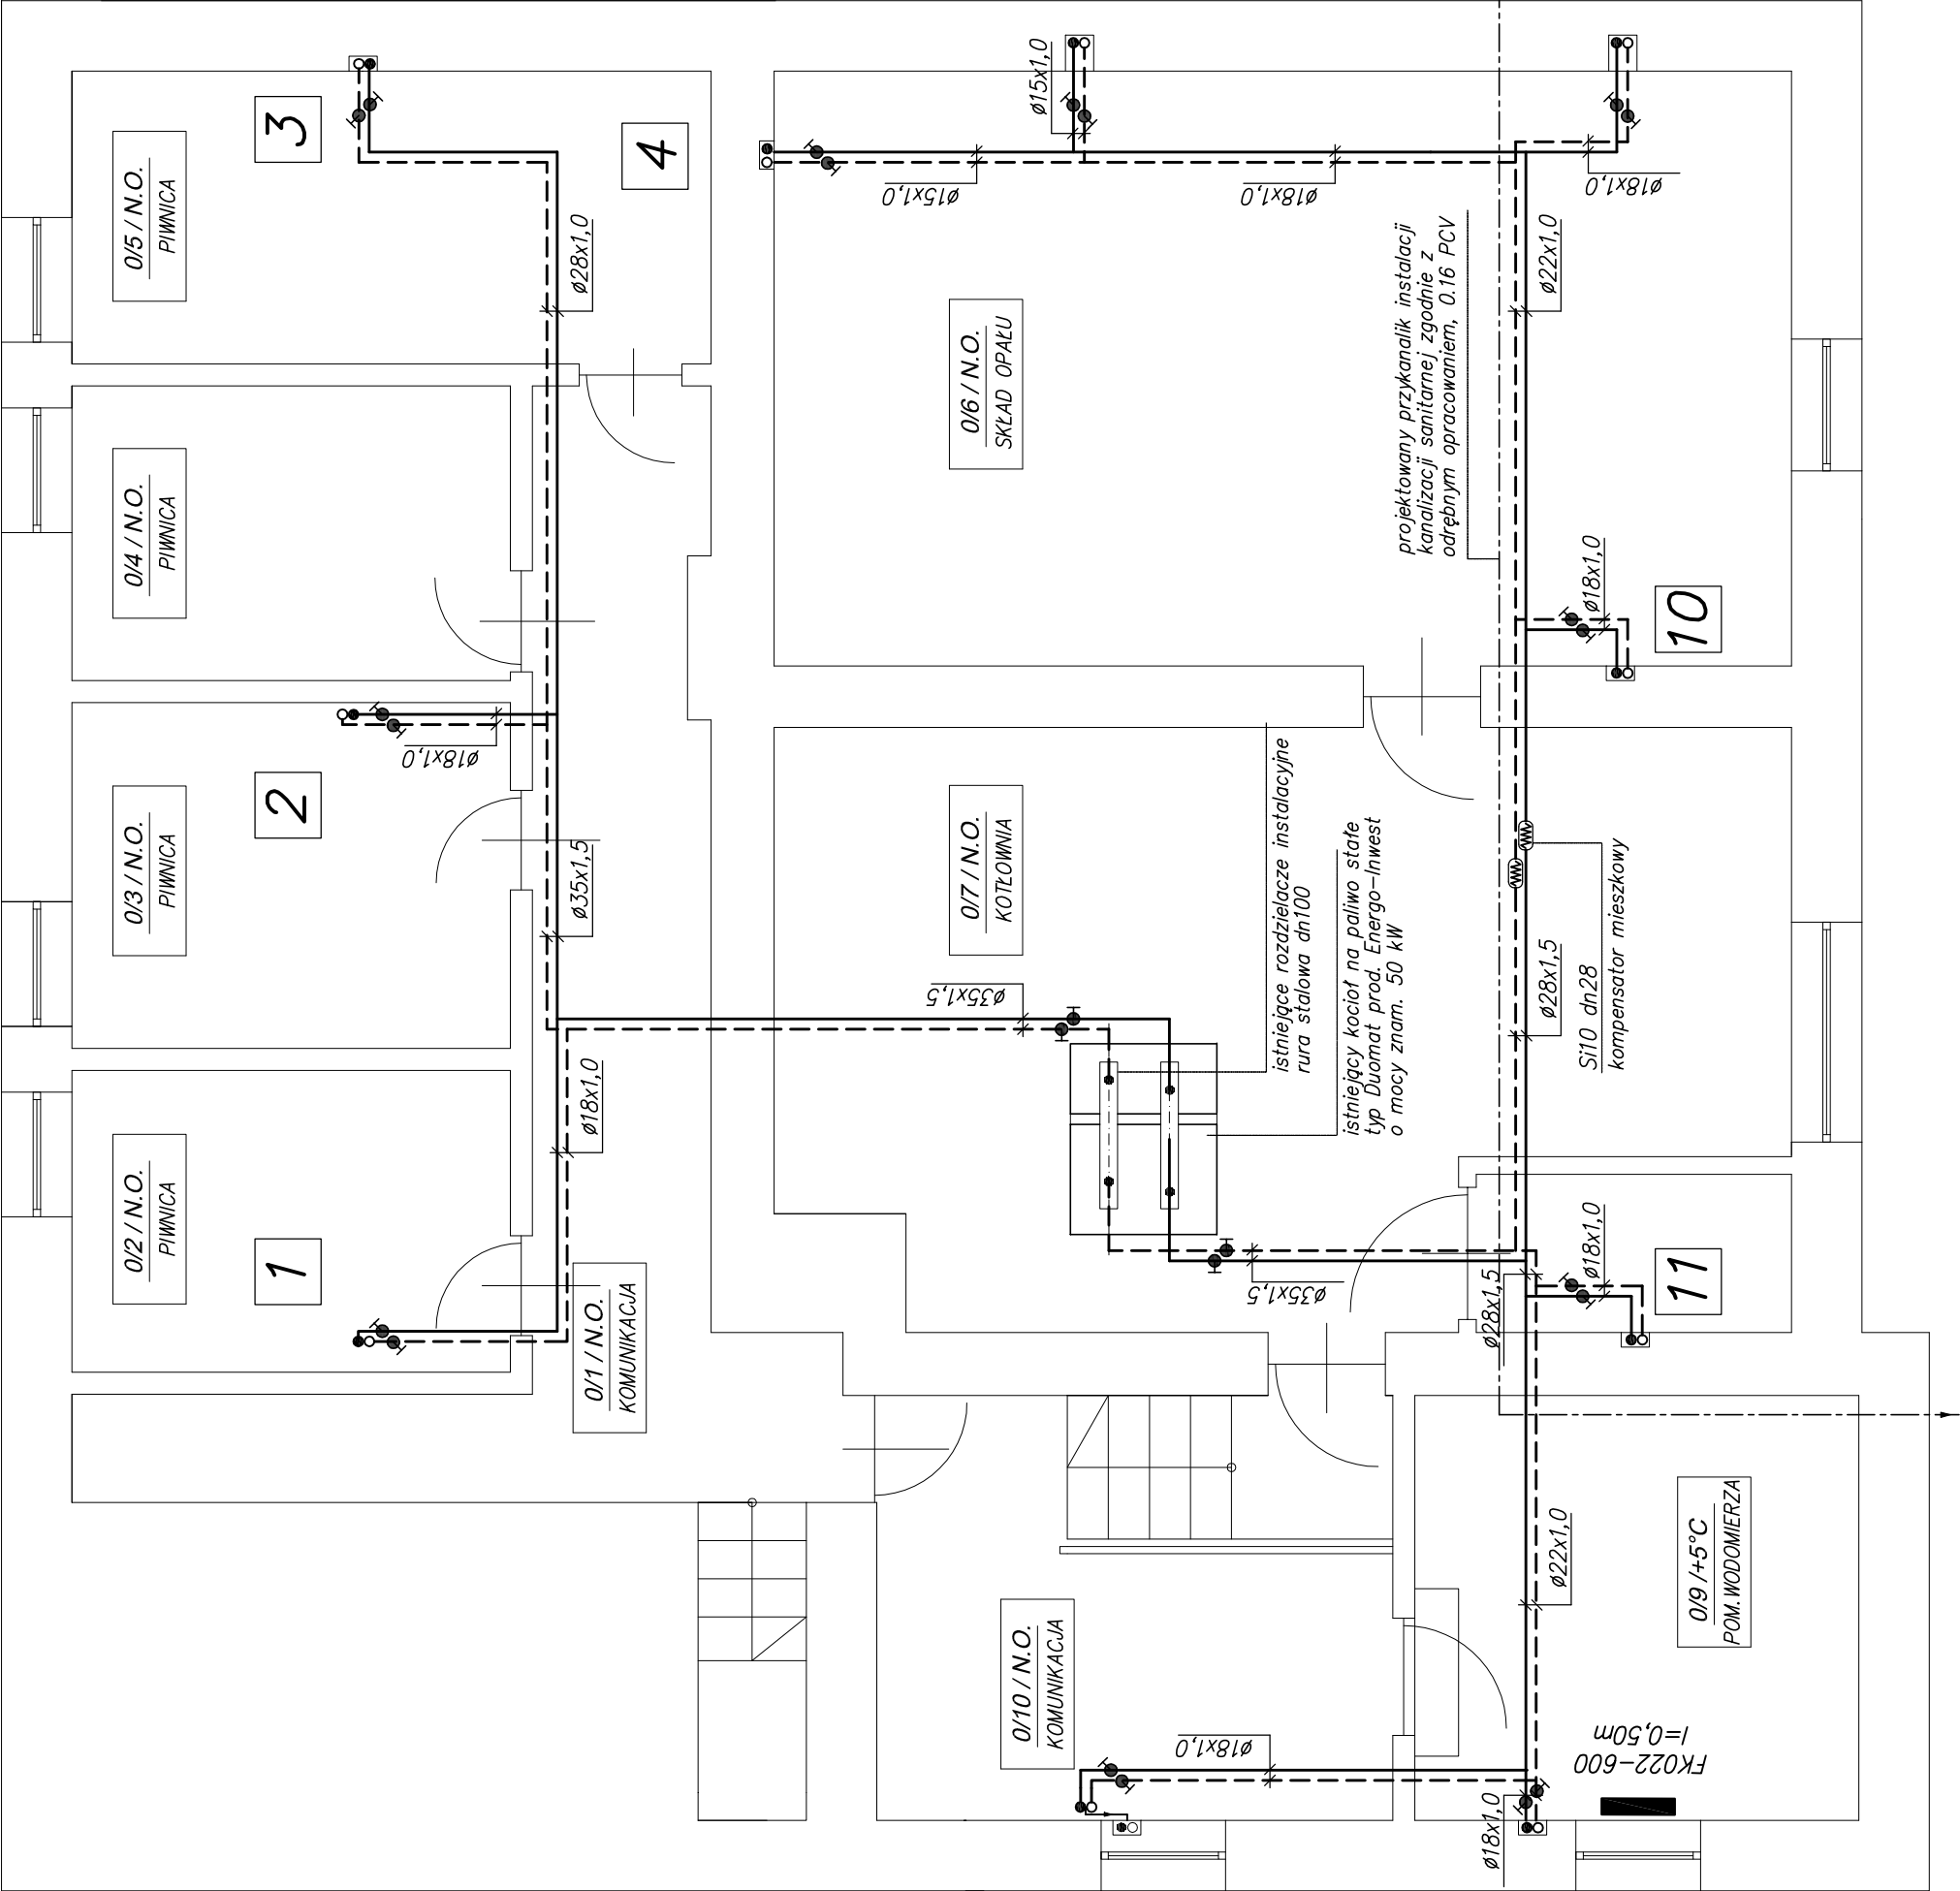 0/5 / N.O.
PIWNICA
3
4
ø28x1,0
0/4 / N.O.
PIWNICA
0/3 / N.O.
PIWNICA
2
ø18x1,0
ø35x1,5
0/2 / N.O.
PIWNICA
1
ø18x1,0
0/1 / N.O.
KOMUNIKACJA
ø15x1,0
ø15x1,0
ø18x1,0
ø18x1,0
0/6 / N.O.
SKŁAD OPAŁU
projektowany przykanalik instalacji
kanalizacji sanitarnej zgodnie z
odrębnym opracowaniem, 0.16 PCV
ø22x1,0
ø18x1,0
10
0/7 / N.O.
KOTŁOWNIA
ø35x1,5
istniejące rozdzielacze instalacyjne
rura stalowa dn100
istniejący kocioł na paliwo stałe
typ Duomat prod. Energo-Inwest
o mocy znam. 50 kW
ø28x1,5
Si10 dn28
kompensator mieszkowy
ø35x1,5
ø28x1,5
ø18x1,0
11
0/10 / N.O.
KOMUNIKACJA
ø18x1,0
ø22x1,0
0/9 /+5°C
POM. WODOMIERZA
ø18x1,0
FK022-600
l=0,50m